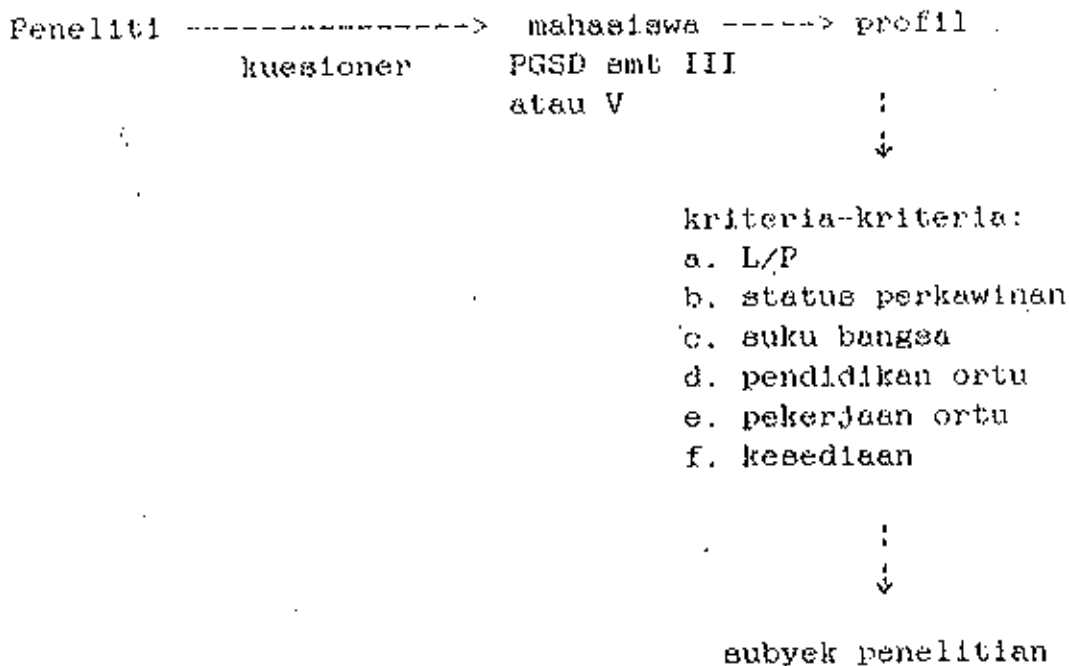 Peneliti -----------------> mahasiswa -----> profil
kuesioner PGSD smt III
atau V
kriteria-kriteria:
a. L/P
b. status perkawinan
c. suku bangsa
d. pendidikan ortu
e. pekerjaan ortu
f. kesediaan
subyek penelitian